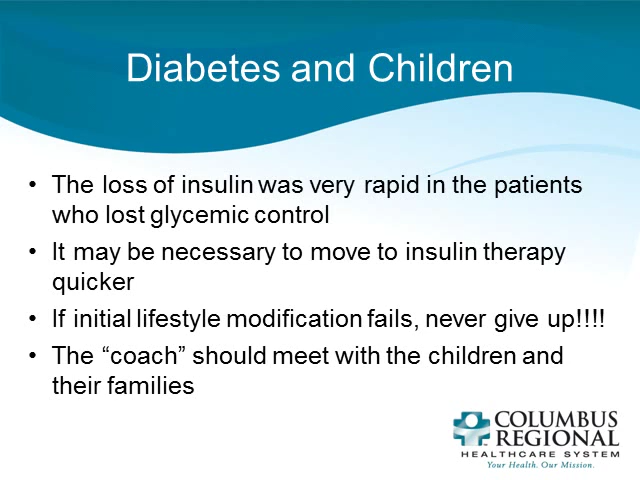 Diabetes and Children
• The loss of insulin was very rapid in the patients
who lost glycemic control
• It may be necessary to move to insulin therapy
quicker
• If initial lifestyle modification fails, never give up!!!!
• The “coach” should meet with the children and
their families
COLUMBUS
REGIONAL
HEALTHCARE SYSTEM
Your Health. Our Mission.